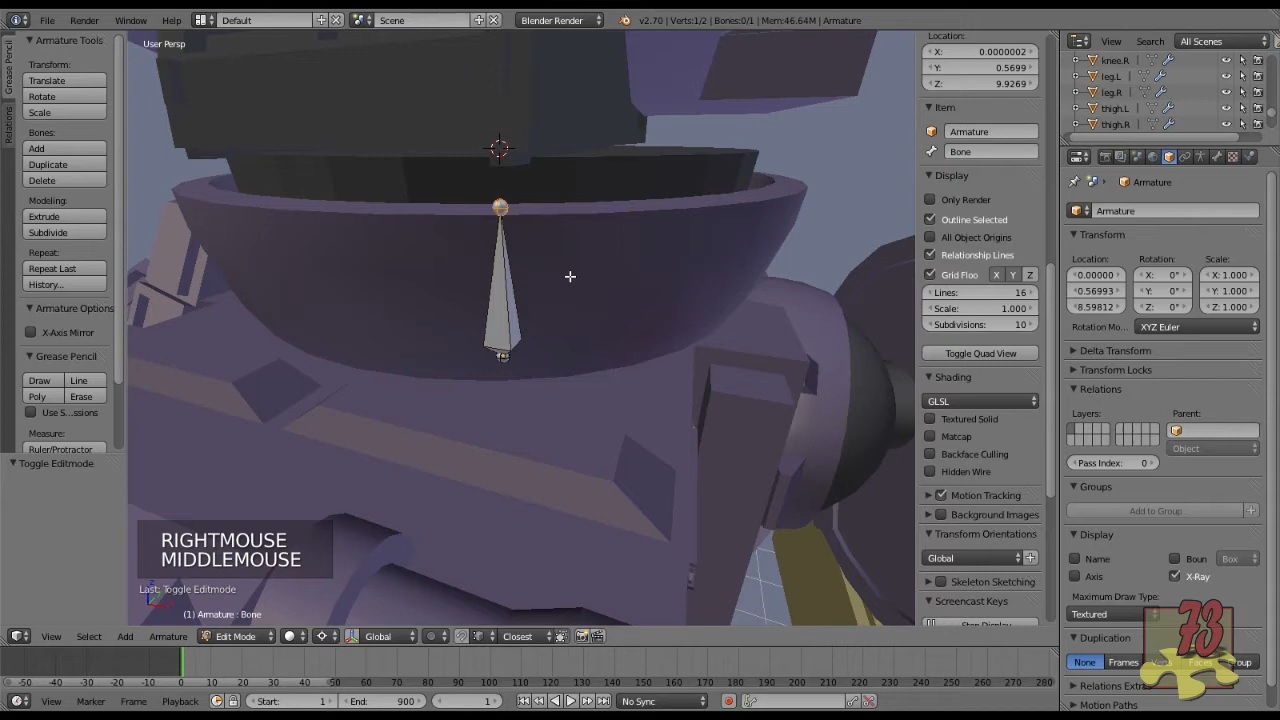 File Render Window Help Default Scene Blender Render v2.70 | Verts:1/2 | Bones:0/1 | Mem:46.64M | Armature
Grease Pencil
Relations
Armature Tools
Transform:
Translate
Rotate
Scale
Bones:
Add
Duplicate
Delete
Modeling:
Extrude
Subdivide
Repeat:
Repeat Last
History...
Armature Options
X-Axis Mirror
Grease Pencil
Draw Line
Poly Erase
Use S...ssions
Measure:
Ruler/Protractor
Toggle Editmode
User Persp
RIGHTMOUSE
MIDDLEMOUSE
Last: Toggle Editmode
(1) Armature : Bone
Location:
X: 0.0000002
Y: 0.5699
Z: 9.9269
Item
Armature
Bone
Display
Only Render
Outline Selected
All Object Origins
Relationship Lines
Grid Floo X Y Z
Lines: 16
Scale: 1.000
Subdivisions: 10
Toggle Quad View
Shading
GLSL
Textured Solid
Matcap
Backface Culling
Hidden Wire
Motion Tracking
Background Images
Transform Orientations
Global
Skeleton Sketching
Screencast Keys
View Search All Scenes
knee.R
leg.L
leg.R
thigh.L
thigh.R
Armature
Armature
Transform
Location: Rotation: Scale:
0.00000 X: 0° X: 1.000
0.56993 Y: 0° Y: 1.000
8.59812 Z: 0° Z: 1.000
Rotation Mo... XYZ Euler
Delta Transform
Transform Locks
Relations
Layers: Parent:
Object
Pass Index: 0
Groups
Add to Group
Display
Name Boun Box
Axis X-Ray
Maximum Draw Type:
Textured
73
Duplication
None Frames Verts Faces Group
Relations Extras
Motion Paths
View Select Add Armature Edit Mode Global Closest
-50 -40 -30 -20 -10 0 10 20 30 40 50 60 70 80 90 100 110 120 130 140 150 160 170 180 190 200 210 220 230 240 250 260 270 280
View Marker Frame Playback Start: 1 End: 900 1 No Sync